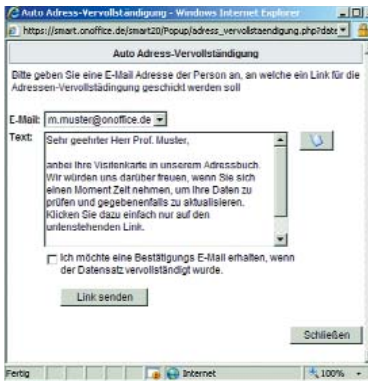 Auto Adress-Vervollständigung - Windows Internet Explorer
https://smart.onoffice.de/smart20/Popup/adress_vervollstaendigung.php?date
Auto Adress-Vervollständigung
Bitte geben Sie eine E-Mail Adresse der Person an, an welche ein Link für die
Adressen-Vervollstädingung geschickt werden soll
E-Mail: m.muster@onoffice.de
Text: Sehr geehrter Herr Prof. Muster,
anbei Ihre Visitenkarte in unserem Adressbuch.
Wir würden uns darüber freuen, wenn Sie sich
einen Moment Zeit nehmen, um Ihre Daten zu
prüfen und gegebenenfalls zu aktualisieren.
Klicken Sie dazu einfach nur auf den
untenstehenden Link.
Ich möchte eine Bestätigungs E-Mail erhalten, wenn
der Datensatz vervollständigt wurde.
Link senden
Schließen
Fertig Internet 100%